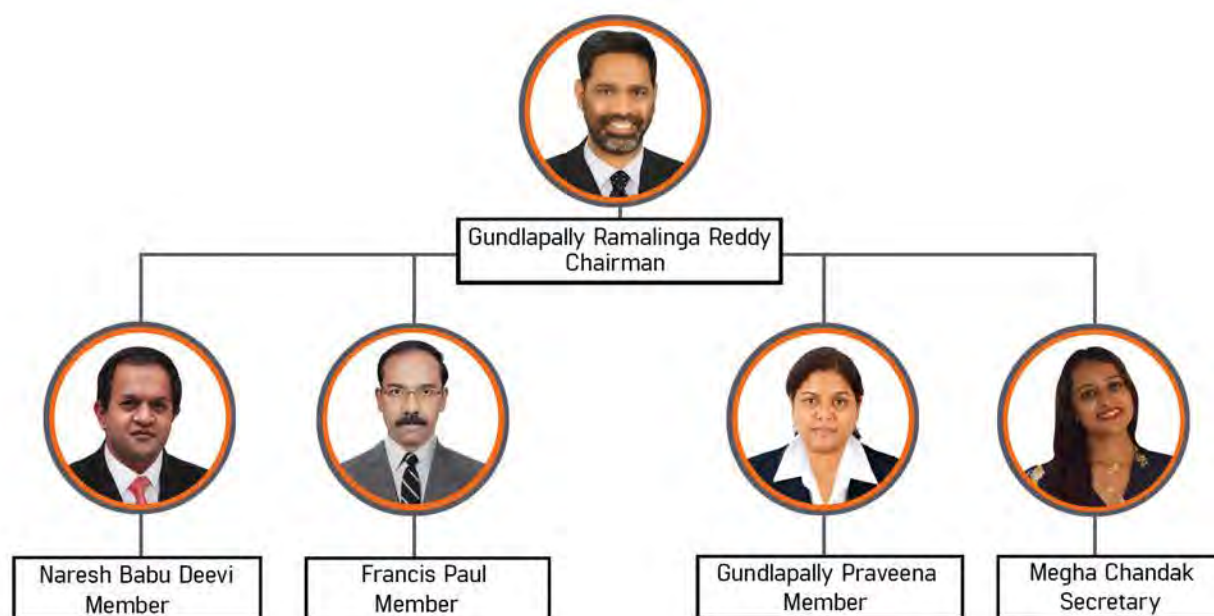 Gundlapally Ramalinga Reddy
Chairman
Naresh Babu Deevi
Member
Francis Paul
Member
Gundlapally Praveena
Member
Megha Chandak
Secretary